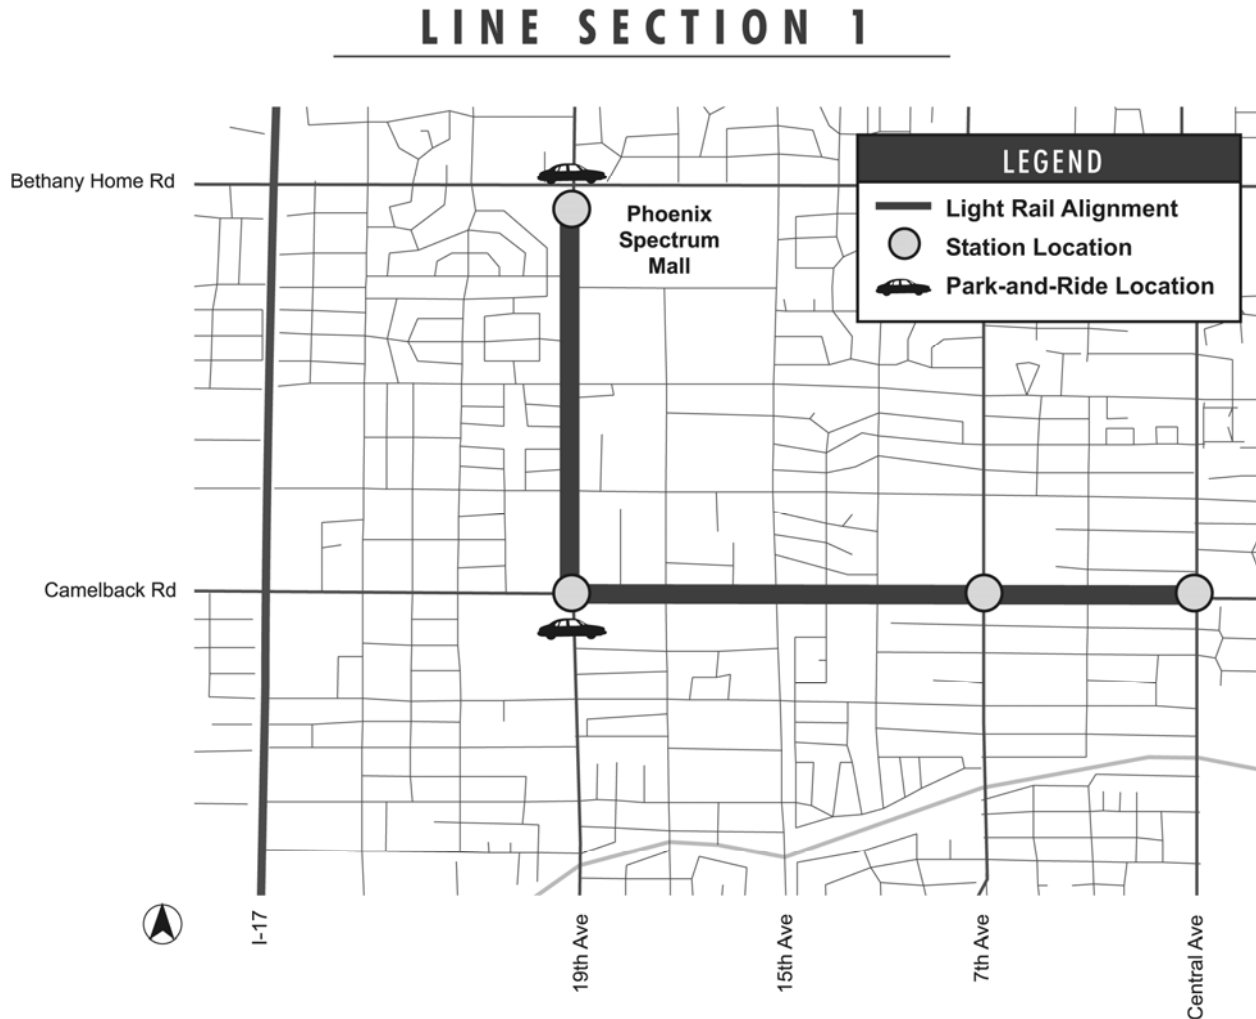 LINE SECTION 1
LEGEND
Light Rail Alignment
Station Location
Park-and-Ride Location
Bethany Home Rd
Phoenix
Spectrum
Mall
Camelback Rd
I-17
19th Ave
15th Ave
7th Ave
Central Ave